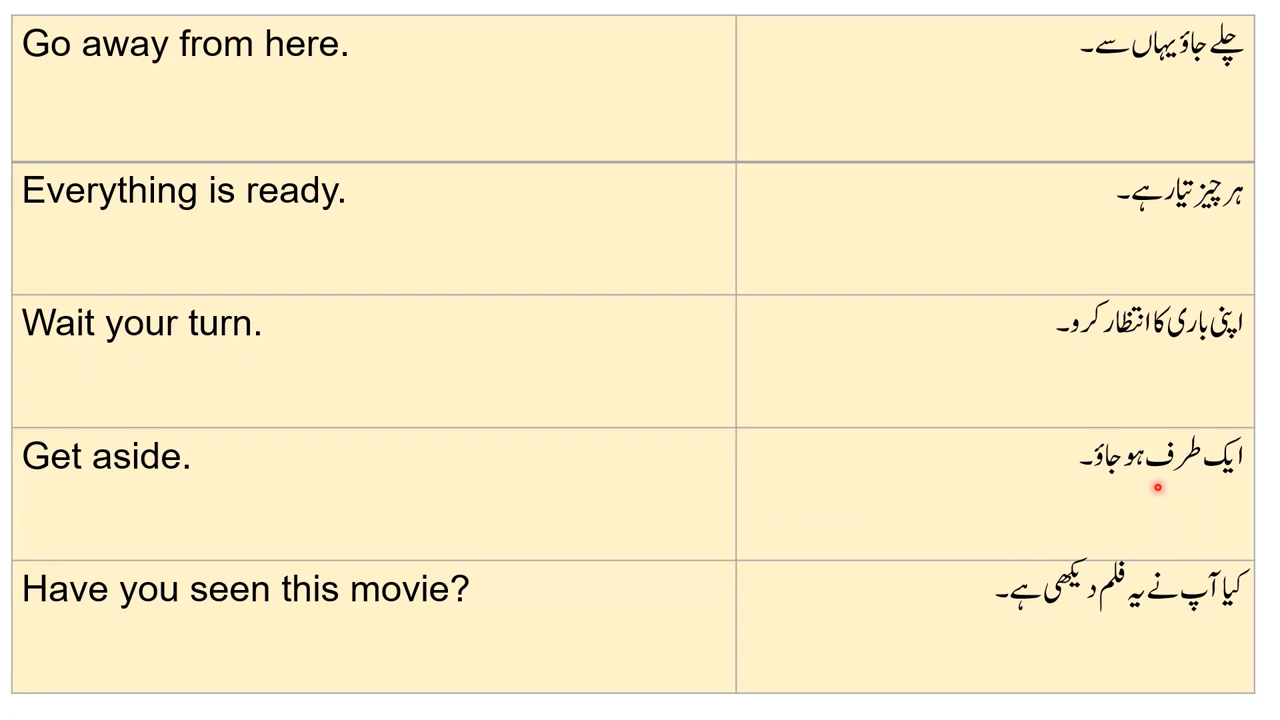 Go away from here.
چلے جاؤ یہاں سے۔
Everything is ready.
ہر چیز تیار ہے۔
Wait your turn.
اپنی باری کا انتظار کرو۔
Get aside.
ایک طرف ہو جاؤ۔
Have you seen this movie?
کیا آپ نے یہ فلم دیکھی ہے۔